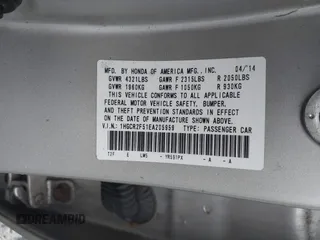 MFD. BY HONDA OF AMERICA MFG., INC. 04/14
GVWR 4321LBS GAWR F 2315LBS R 2050LBS
GVWR 1960KG GAWR F 1050KG R 930KG
THIS VEHICLE CONFORMS TO ALL APPLICABLE
FEDERAL MOTOR VEHICLE SAFETY, BUMPER,
AND THEFT PREVENTION STANDARDS IN EFFECT
ON THE DATE OF MANUFACTURE SHOWN ABOVE.
V.I.N.: 1HGCR2F51EA205959 TYPE: PASSENGER CAR
E - A - A
DREAMBID